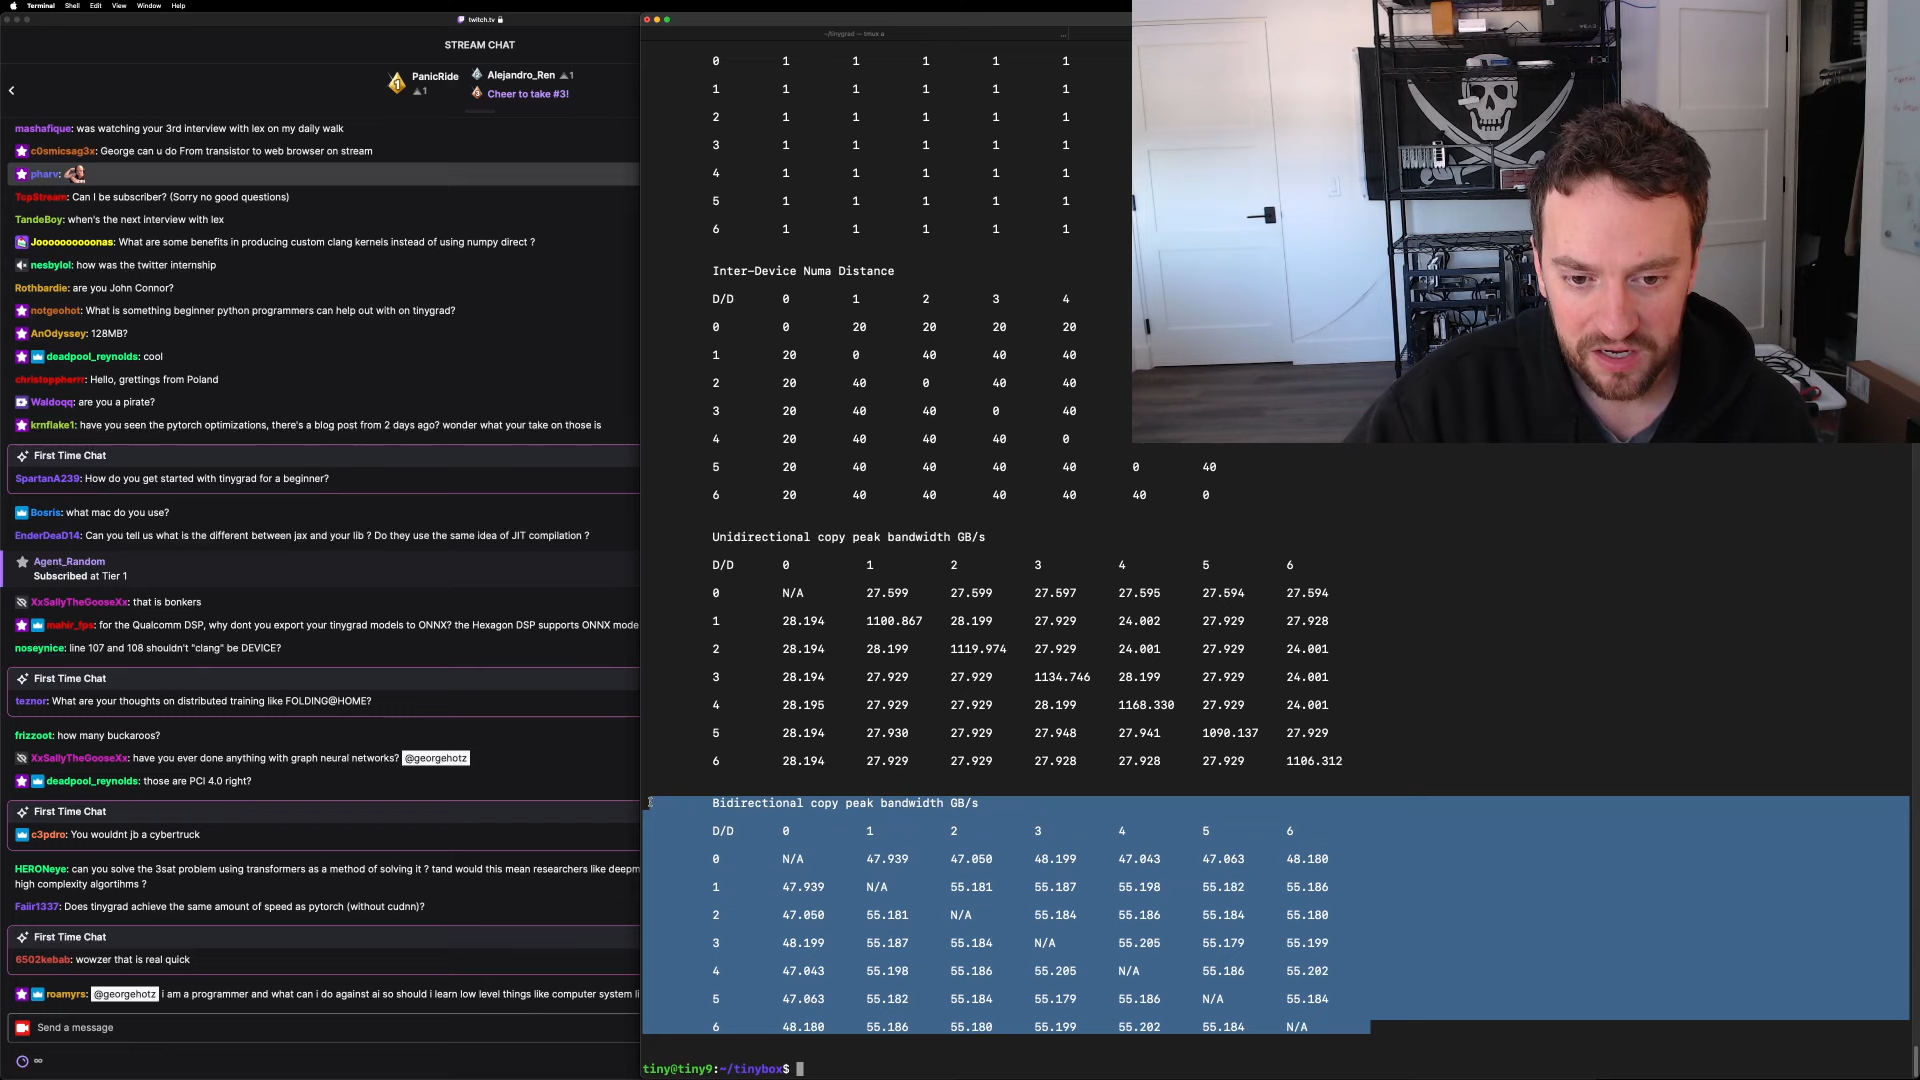 Terminal Shell Edit View Window Help
twitch.tv
STREAM CHAT
1 PanicRide 1
2 Alejandro_Ren 1
3 Cheer to take #3!
mashafique: was watching your 3rd interview with lex on my daily walk
c0smicsag3x: George can u do From transistor to web browser on stream
pharv:
TcpStream: Can I be subscriber? (Sorry no good questions)
TandeBoy: when's the next interview with lex
Joooooooooonas: What are some benefits in producing custom clang kernels instead of using numpy direct ?
nesbylol: how was the twitter internship
Rothbardie: are you John Connor?
notgeohot: What is something beginner python programmers can help out with on tinygrad?
AnOdyssey: 128MB?
deadpool_reynolds: cool
christoppherrr: Hello, grettings from Poland
Waldoqq: are you a pirate?
krnflake1: have you seen the pytorch optimizations, there's a blog post from 2 days ago? wonder what your take on those is
First Time Chat
SpartanA239: How do you get started with tinygrad for a beginner?
Bosris: what mac do you use?
EnderDeaD14: Can you tell us what is the different between jax and your lib ? Do they use the same idea of JIT compilation ?
Agent_Random
Subscribed at Tier 1
XxSallyTheGooseXx: that is bonkers
mahir_fps: for the Qualcomm DSP, why dont you export your tinygrad models to ONNX? the Hexagon DSP supports ONNX mode
noseynice: line 107 and 108 shouldn't "clang" be DEVICE?
First Time Chat
teznor: What are your thoughts on distributed training like FOLDING@HOME?
frizzoot: how many buckaroos?
XxSallyTheGooseXx: have you ever done anything with graph neural networks? @georgehotz
deadpool_reynolds: those are PCI 4.0 right?
First Time Chat
c3pdro: You wouldnt jb a cybertruck
HERONeye: can you solve the 3sat problem using transformers as a method of solving it ? tand would this mean researchers like deepm
high complexity algortihms ?
Faiir1337: Does tinygrad achieve the same amount of speed as pytorch (without cudnn)?
First Time Chat
6502kebab: wowzer that is real quick
roamyrs: @georgehotz i am a programmer and what can i do against ai so should i learn low level things like computer system li
Send a message
~/tinygrad — tmux a
0 1 1 1 1 1
1 1 1 1 1 1
2 1 1 1 1 1
3 1 1 1 1 1
4 1 1 1 1 1
5 1 1 1 1 1
6 1 1 1 1 1
Inter-Device Numa Distance
D/D 0 1 2 3 4
0 0 20 20 20 20
1 20 0 40 40 40
2 20 40 0 40 40
3 20 40 40 0 40
4 20 40 40 40 0
5 20 40 40 40 40 0 40
6 20 40 40 40 40 40 0
Unidirectional copy peak bandwidth GB/s
D/D 0 1 2 3 4 5 6
0 N/A 27.599 27.599 27.597 27.595 27.594 27.594
1 28.194 1100.867 28.199 27.929 24.002 27.929 27.928
2 28.194 28.199 1119.974 27.929 24.001 27.929 24.001
3 28.194 27.929 27.929 1134.746 28.199 27.929 24.001
4 28.195 27.929 27.929 28.199 1168.330 27.929 24.001
5 28.194 27.930 27.929 27.948 27.941 1090.137 27.929
6 28.194 27.929 27.929 27.928 27.928 27.929 1106.312
Bidirectional copy peak bandwidth GB/s
D/D 0 1 2 3 4 5 6
0 N/A 47.939 47.050 48.199 47.043 47.063 48.180
1 47.939 N/A 55.181 55.187 55.198 55.182 55.186
2 47.050 55.181 N/A 55.184 55.186 55.184 55.180
3 48.199 55.187 55.184 N/A 55.205 55.179 55.199
4 47.043 55.198 55.186 55.205 N/A 55.186 55.202
5 47.063 55.182 55.184 55.179 55.186 N/A 55.184
6 48.180 55.186 55.180 55.199 55.202 55.184 N/A
tiny@tiny9:~/tinybox$